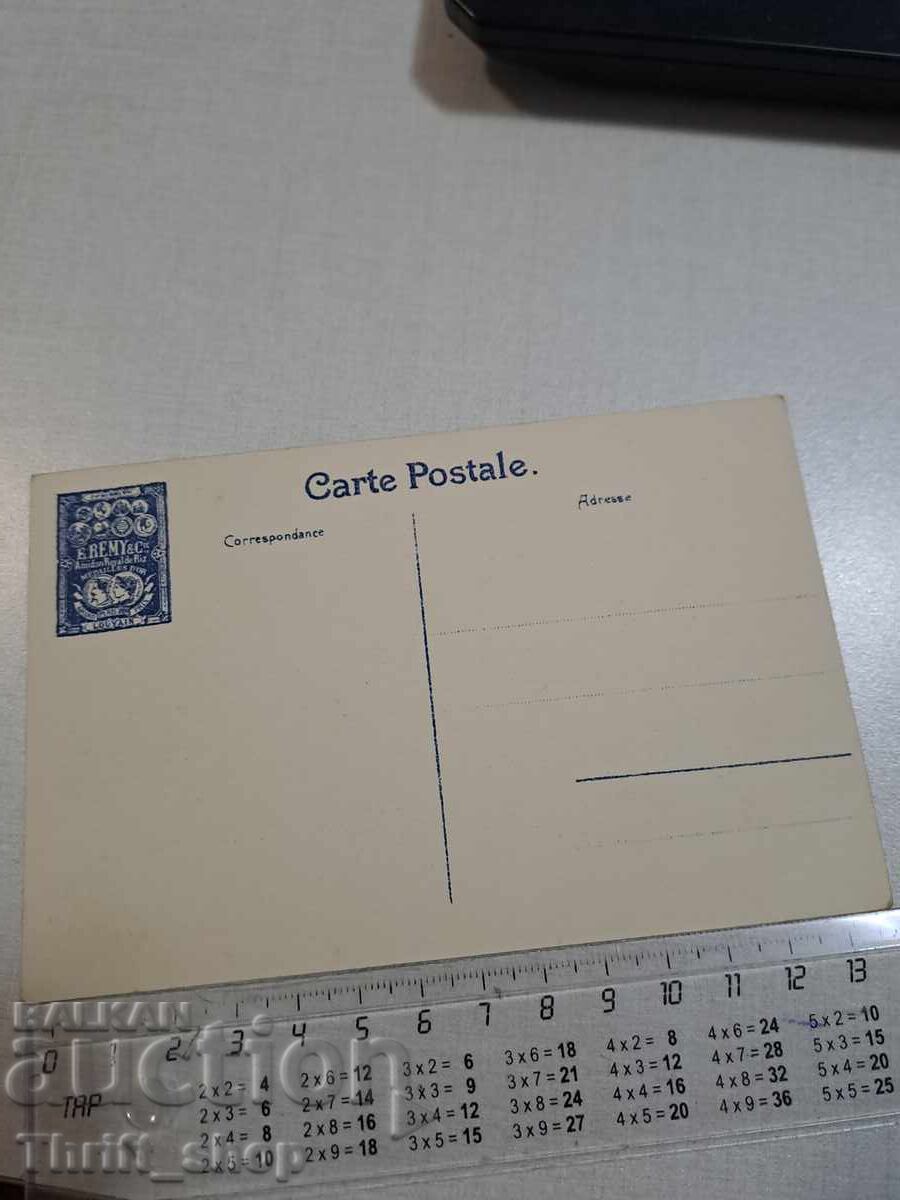 Carte Postale.
Correspondance
Adresse
E. REMY & Cie
Amidon Royal de Riz
MEDAILLES D'OR
LOUVAIN
0 1 2 3 4 5 6 7 8 9 10 11 12 13
TAP
2 x 2 = 4
2 x 3 = 6
2 x 4 = 8
2 x 5 = 10
2 x 6 = 12
2 x 7 = 14
2 x 8 = 16
2 x 9 = 18
3 x 2 = 6
3 x 3 = 9
3 x 4 = 12
3 x 5 = 15
3 x 6 = 18
3 x 7 = 21
3 x 8 = 24
3 x 9 = 27
4 x 2 = 8
4 x 3 = 12
4 x 4 = 16
4 x 5 = 20
4 x 6 = 24
4 x 7 = 28
4 x 8 = 32
4 x 9 = 36
5 x 2 = 10
5 x 3 = 15
5 x 4 = 20
5 x 5 = 25
BALKAN
auction
Thrift_shop